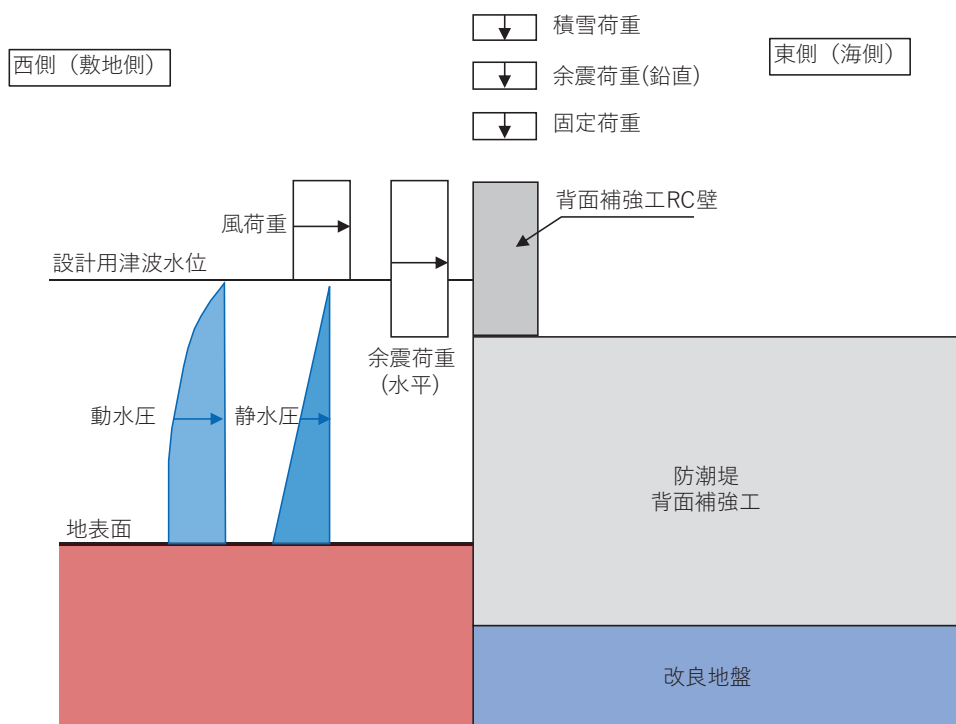 積雪荷重
西側（敷地側）
東側（海側）
余震荷重(鉛直)
固定荷重
背面補強工RC壁
風荷重
設計用津波水位
余震荷重
(水平)
動水圧
静水圧
防潮堤
背面補強工
地表面
改良地盤